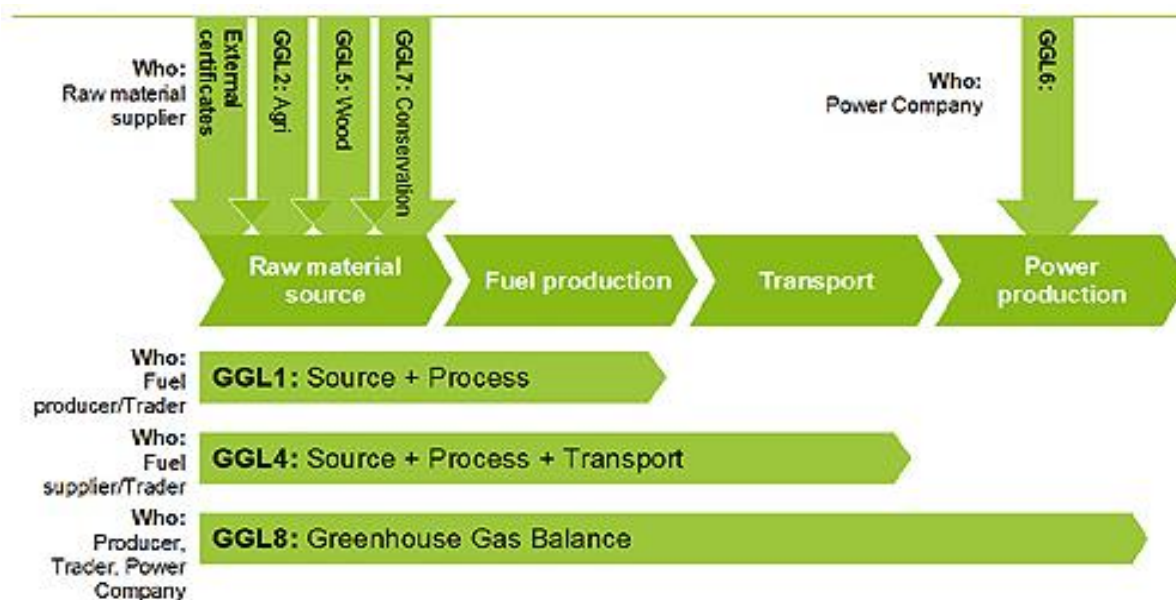 Who:
Raw material
supplier
External
certificates
GGL2: Agri
GGL5: Wood
GGL7: Conservation
Who:
Power Company
GGL6:
Raw material
source
Fuel production
Transport
Power
production
Who:
Fuel
producer/Trader
GGL1: Source + Process
Who:
Fuel
supplier/Trader
GGL4: Source + Process + Transport
Who:
Producer,
Trader, Power
Company
GGL8: Greenhouse Gas Balance